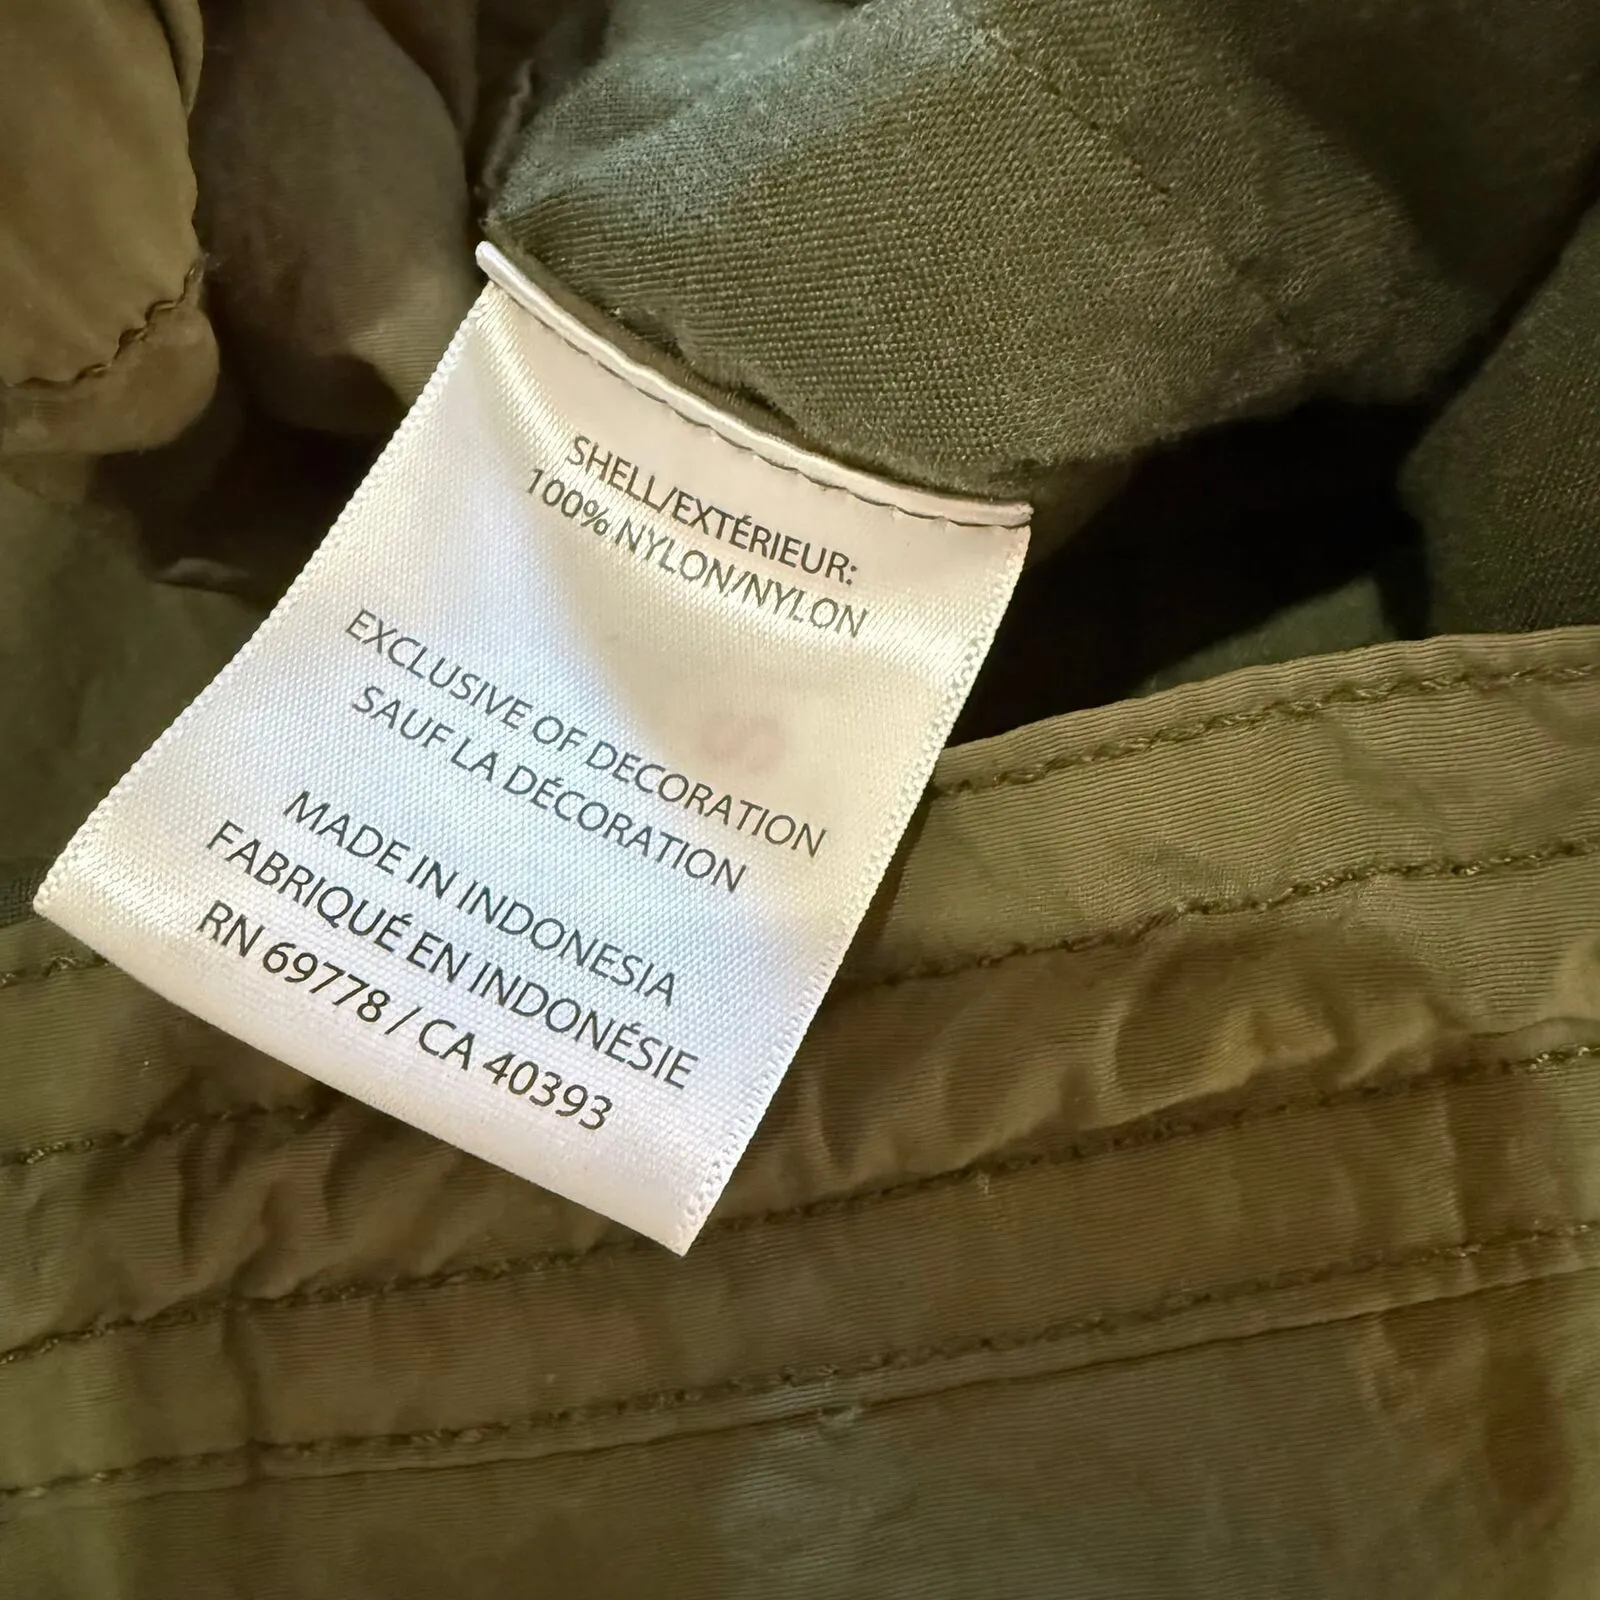 SHELL/EXTÉRIEUR:
100% NYLON/NYLON
EXCLUSIVE OF DECORATION
SAUF LA DÉCORATION
MADE IN INDONESIA
FABRIQUÉ EN INDONÉSIE
RN 69778 / CA 40393